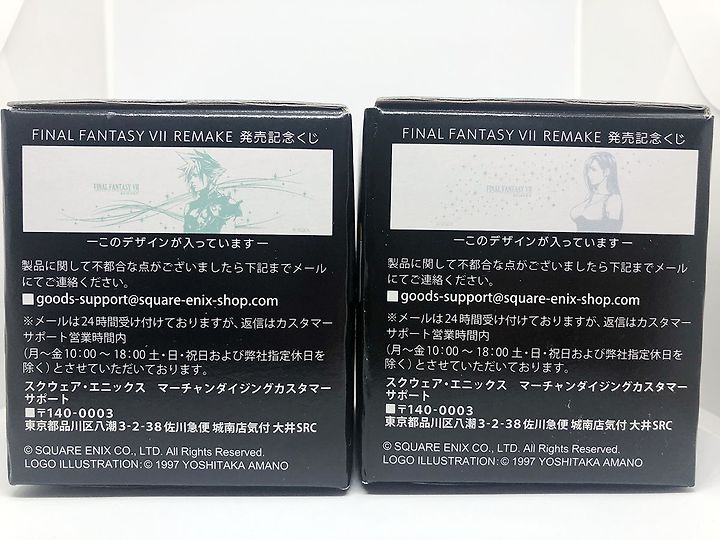 FINAL FANTASY VII REMAKE 発売記念くじ
FINAL FANTASY VII
REMAKE
ーこのデザインが入っていますー
製品に関して不都合な点がございましたら下記までメール
にてご連絡ください。
■goods-support@square-enix-shop.com
※メールは24時間受け付けておりますが、返信はカスタマー
サポート営業時間内
(月〜金10:00〜18:00 土・日・祝日および弊社指定休日を
除く)とさせていただいております。
スクウェア・エニックス マーチャンダイジングカスタマー
サポート
■〒140-0003
東京都品川区八潮3-2-38 佐川急便 城南店気付 大井SRC
© SQUARE ENIX CO., LTD. All Rights Reserved.
LOGO ILLUSTRATION: © 1997 YOSHITAKA AMANO
FINAL FANTASY VII REMAKE 発売記念くじ
FINAL FANTASY VII
REMAKE
ーこのデザインが入っていますー
製品に関して不都合な点がございましたら下記までメール
にてご連絡ください。
■goods-support@square-enix-shop.com
※メールは24時間受け付けておりますが、返信はカスタマー
サポート営業時間内
(月〜金10:00〜18:00 土・日・祝日および弊社指定休日を
除く)とさせていただいております。
スクウェア・エニックス マーチャンダイジングカスタマー
サポート
■〒140-0003
東京都品川区八潮3-2-38 佐川急便 城南店気付 大井SRC
© SQUARE ENIX CO., LTD. All Rights Reserved.
LOGO ILLUSTRATION: © 1997 YOSHITAKA AMANO